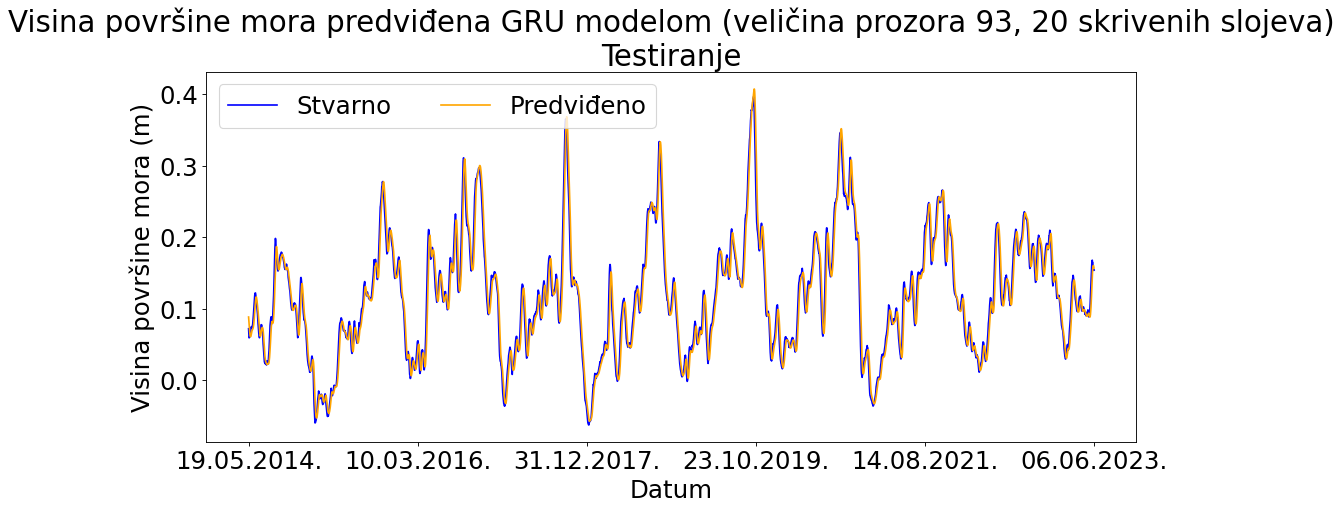 Visina površine mora predviđena GRU modelom (veličina prozora 93, 20 skrivenih slojeva)
Testiranje
Stvarno Predviđeno
Visina površine mora (m)
0.4
0.3
0.2
0.1
0.0
19.05.2014. 10.03.2016. 31.12.2017. 23.10.2019. 14.08.2021. 06.06.2023.
Datum